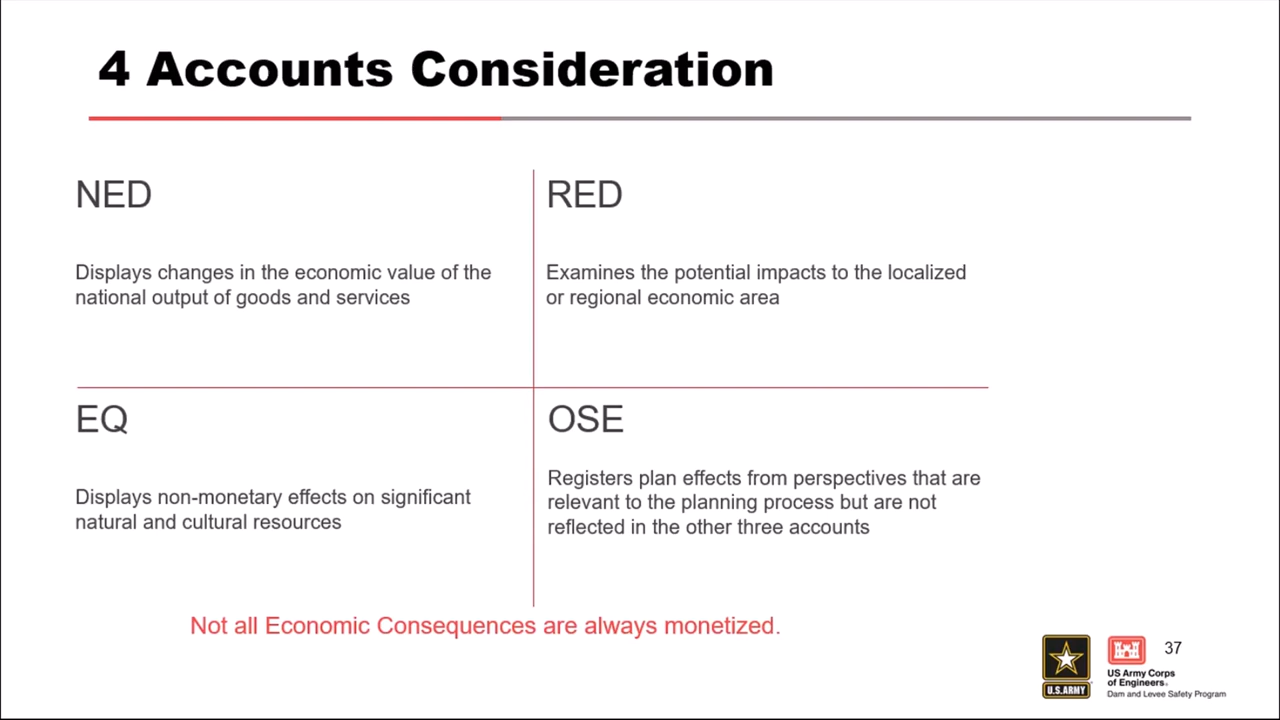 4 Accounts Consideration
NED
Displays changes in the economic value of the
national output of goods and services
RED
Examines the potential impacts to the localized
or regional economic area
EQ
Displays non-monetary effects on significant
natural and cultural resources
OSE
Registers plan effects from perspectives that are
relevant to the planning process but are not
reflected in the other three accounts
Not all Economic Consequences are always monetized.
U.S.ARMY
37
US Army Corps
of Engineers®
Dam and Levee Safety Program